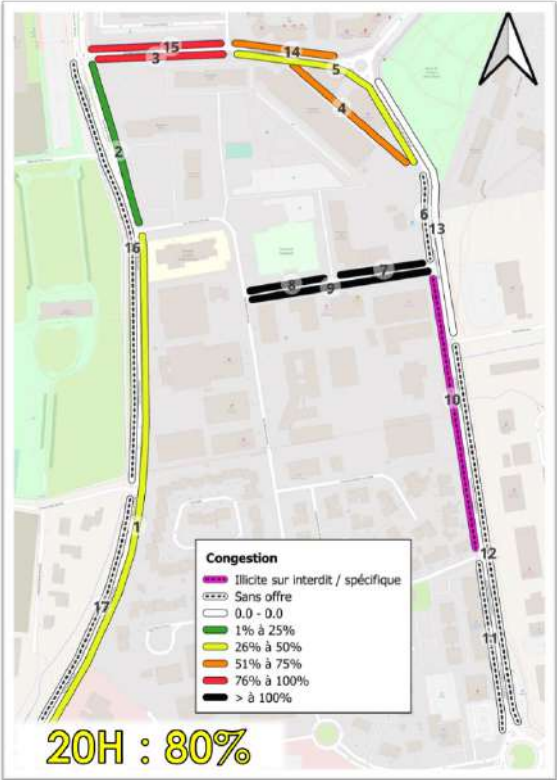 15
14
3
5
4
2
6
13
16
7
8
9
10
1
Congestion
Illicite sur interdit / spécifique
Sans offre
0.0 - 0.0
1% à 25%
26% à 50%
51% à 75%
76% à 100%
> à 100%
12
17
11
20H : 80%